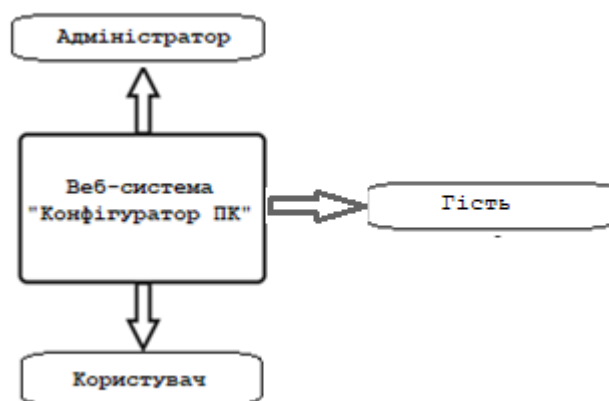 Адміністратор
Веб-система
"Конфігуратор ПК"
Гість
Користувач